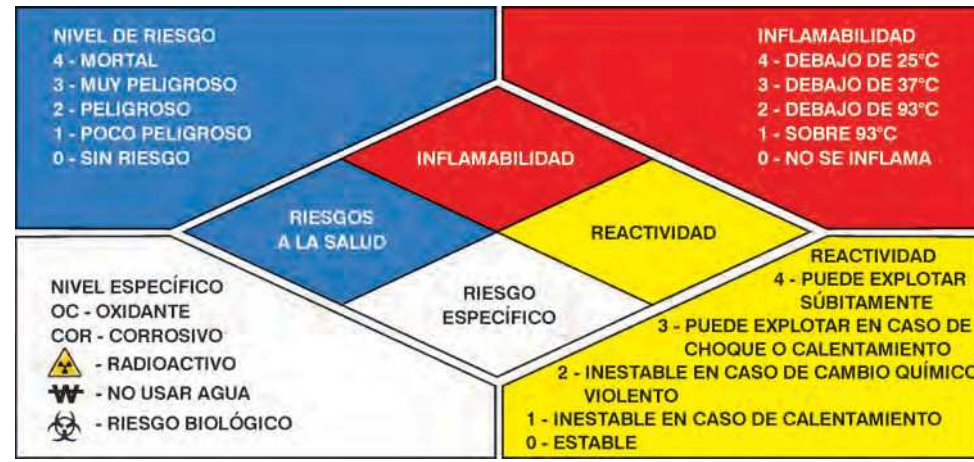 NIVEL DE RIESGO
4 - MORTAL
3 - MUY PELIGROSO
2 - PELIGROSO
1 - POCO PELIGROSO
0 - SIN RIESGO
INFLAMABILIDAD
4 - DEBAJO DE 25°C
3 - DEBAJO DE 37°C
2 - DEBAJO DE 93°C
1 - SOBRE 93°C
0 - NO SE INFLAMA
INFLAMABILIDAD
RIESGOS
A LA SALUD
REACTIVIDAD
RIESGO
ESPECÍFICO
NIVEL ESPECÍFICO
OC - OXIDANTE
COR - CORROSIVO
- RADIOACTIVO
W - NO USAR AGUA
- RIESGO BIOLÓGICO
REACTIVIDAD
4 - PUEDE EXPLOTAR
SÚBITAMENTE
3 - PUEDE EXPLOTAR EN CASO DE
CHOQUE O CALENTAMIENTO
2 - INESTABLE EN CASO DE CAMBIO QUÍMICO
VIOLENTO
1 - INESTABLE EN CASO DE CALENTAMIENTO
0 - ESTABLE